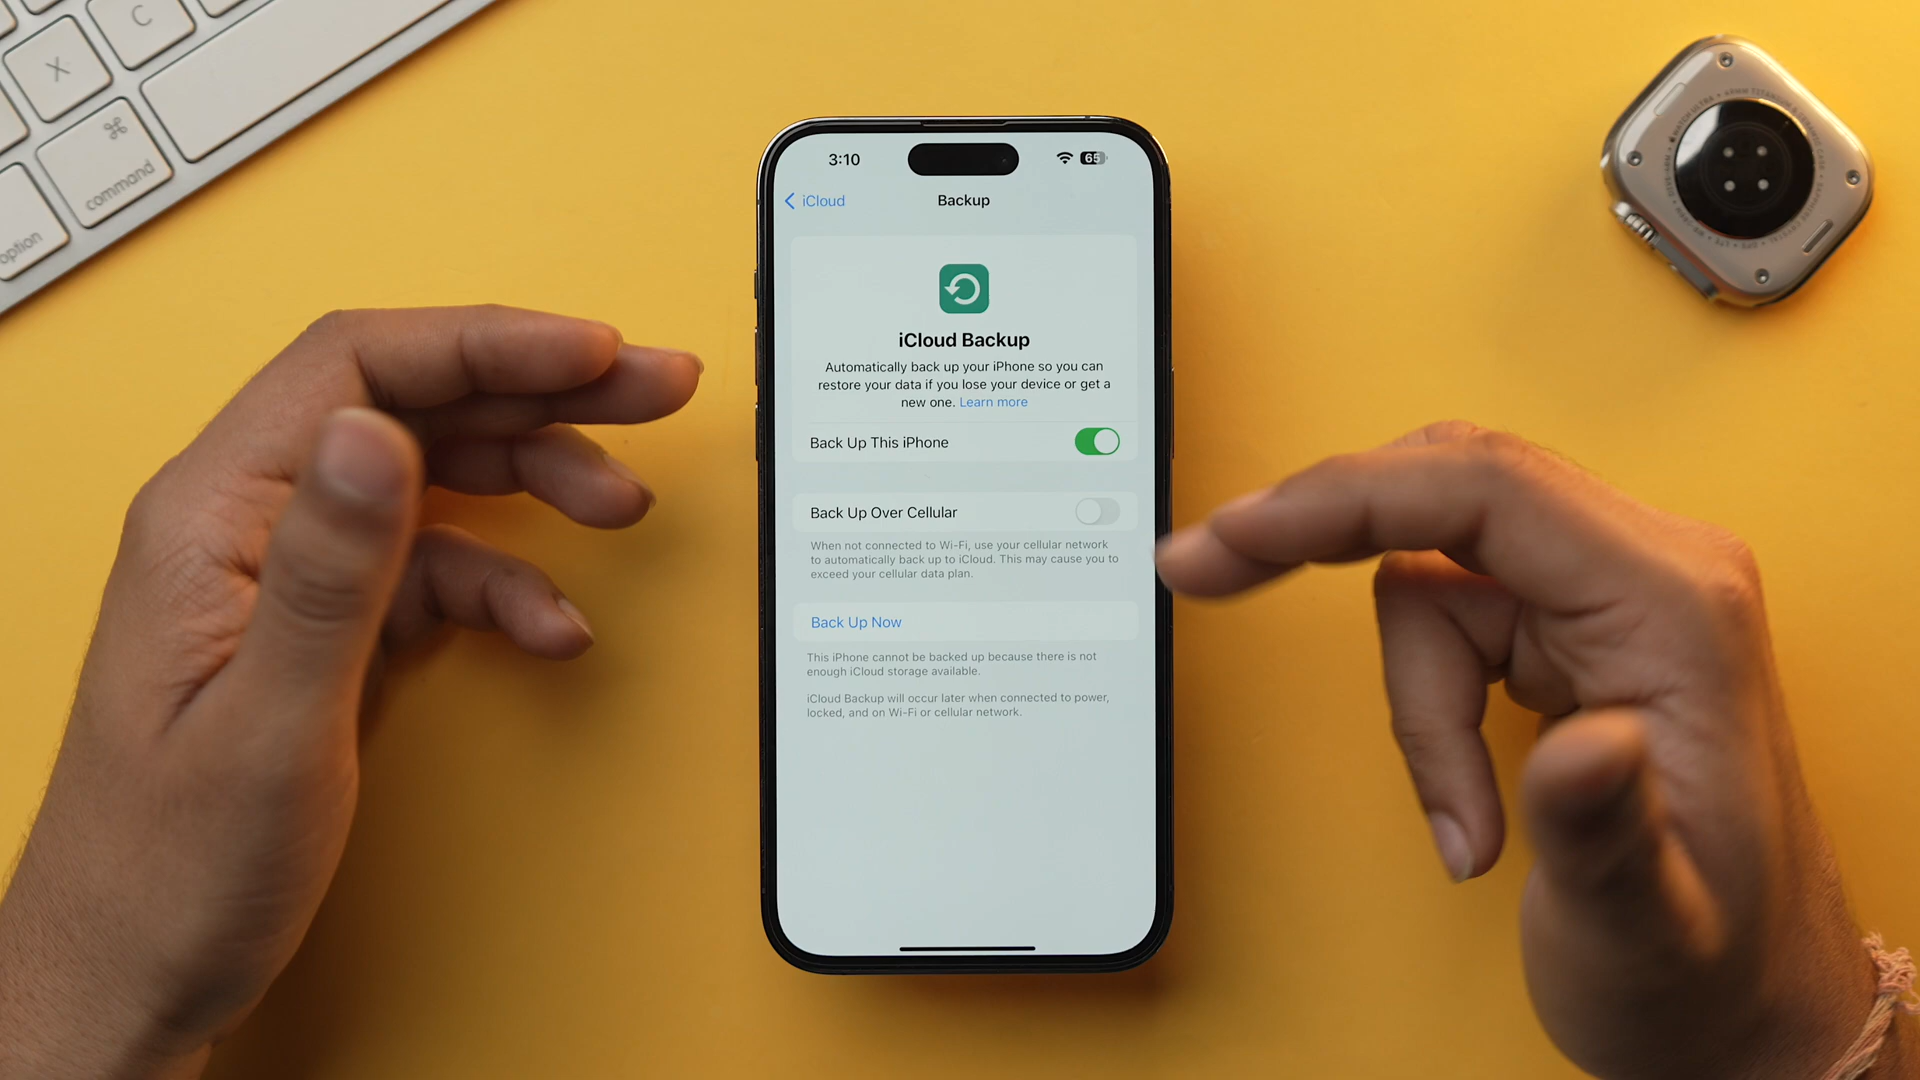 C
X
⌘
command
option
3:10
65
iCloud
Backup
iCloud Backup
Automatically back up your iPhone so you can
restore your data if you lose your device or get a
new one. Learn more
Back Up This iPhone
Back Up Over Cellular
When not connected to Wi-Fi, use your cellular network
to automatically back up to iCloud. This may cause you to
exceed your cellular data plan.
Back Up Now
This iPhone cannot be backed up because there is not
enough iCloud storage available.
iCloud Backup will occur later when connected to power,
locked, and on Wi-Fi or cellular network.